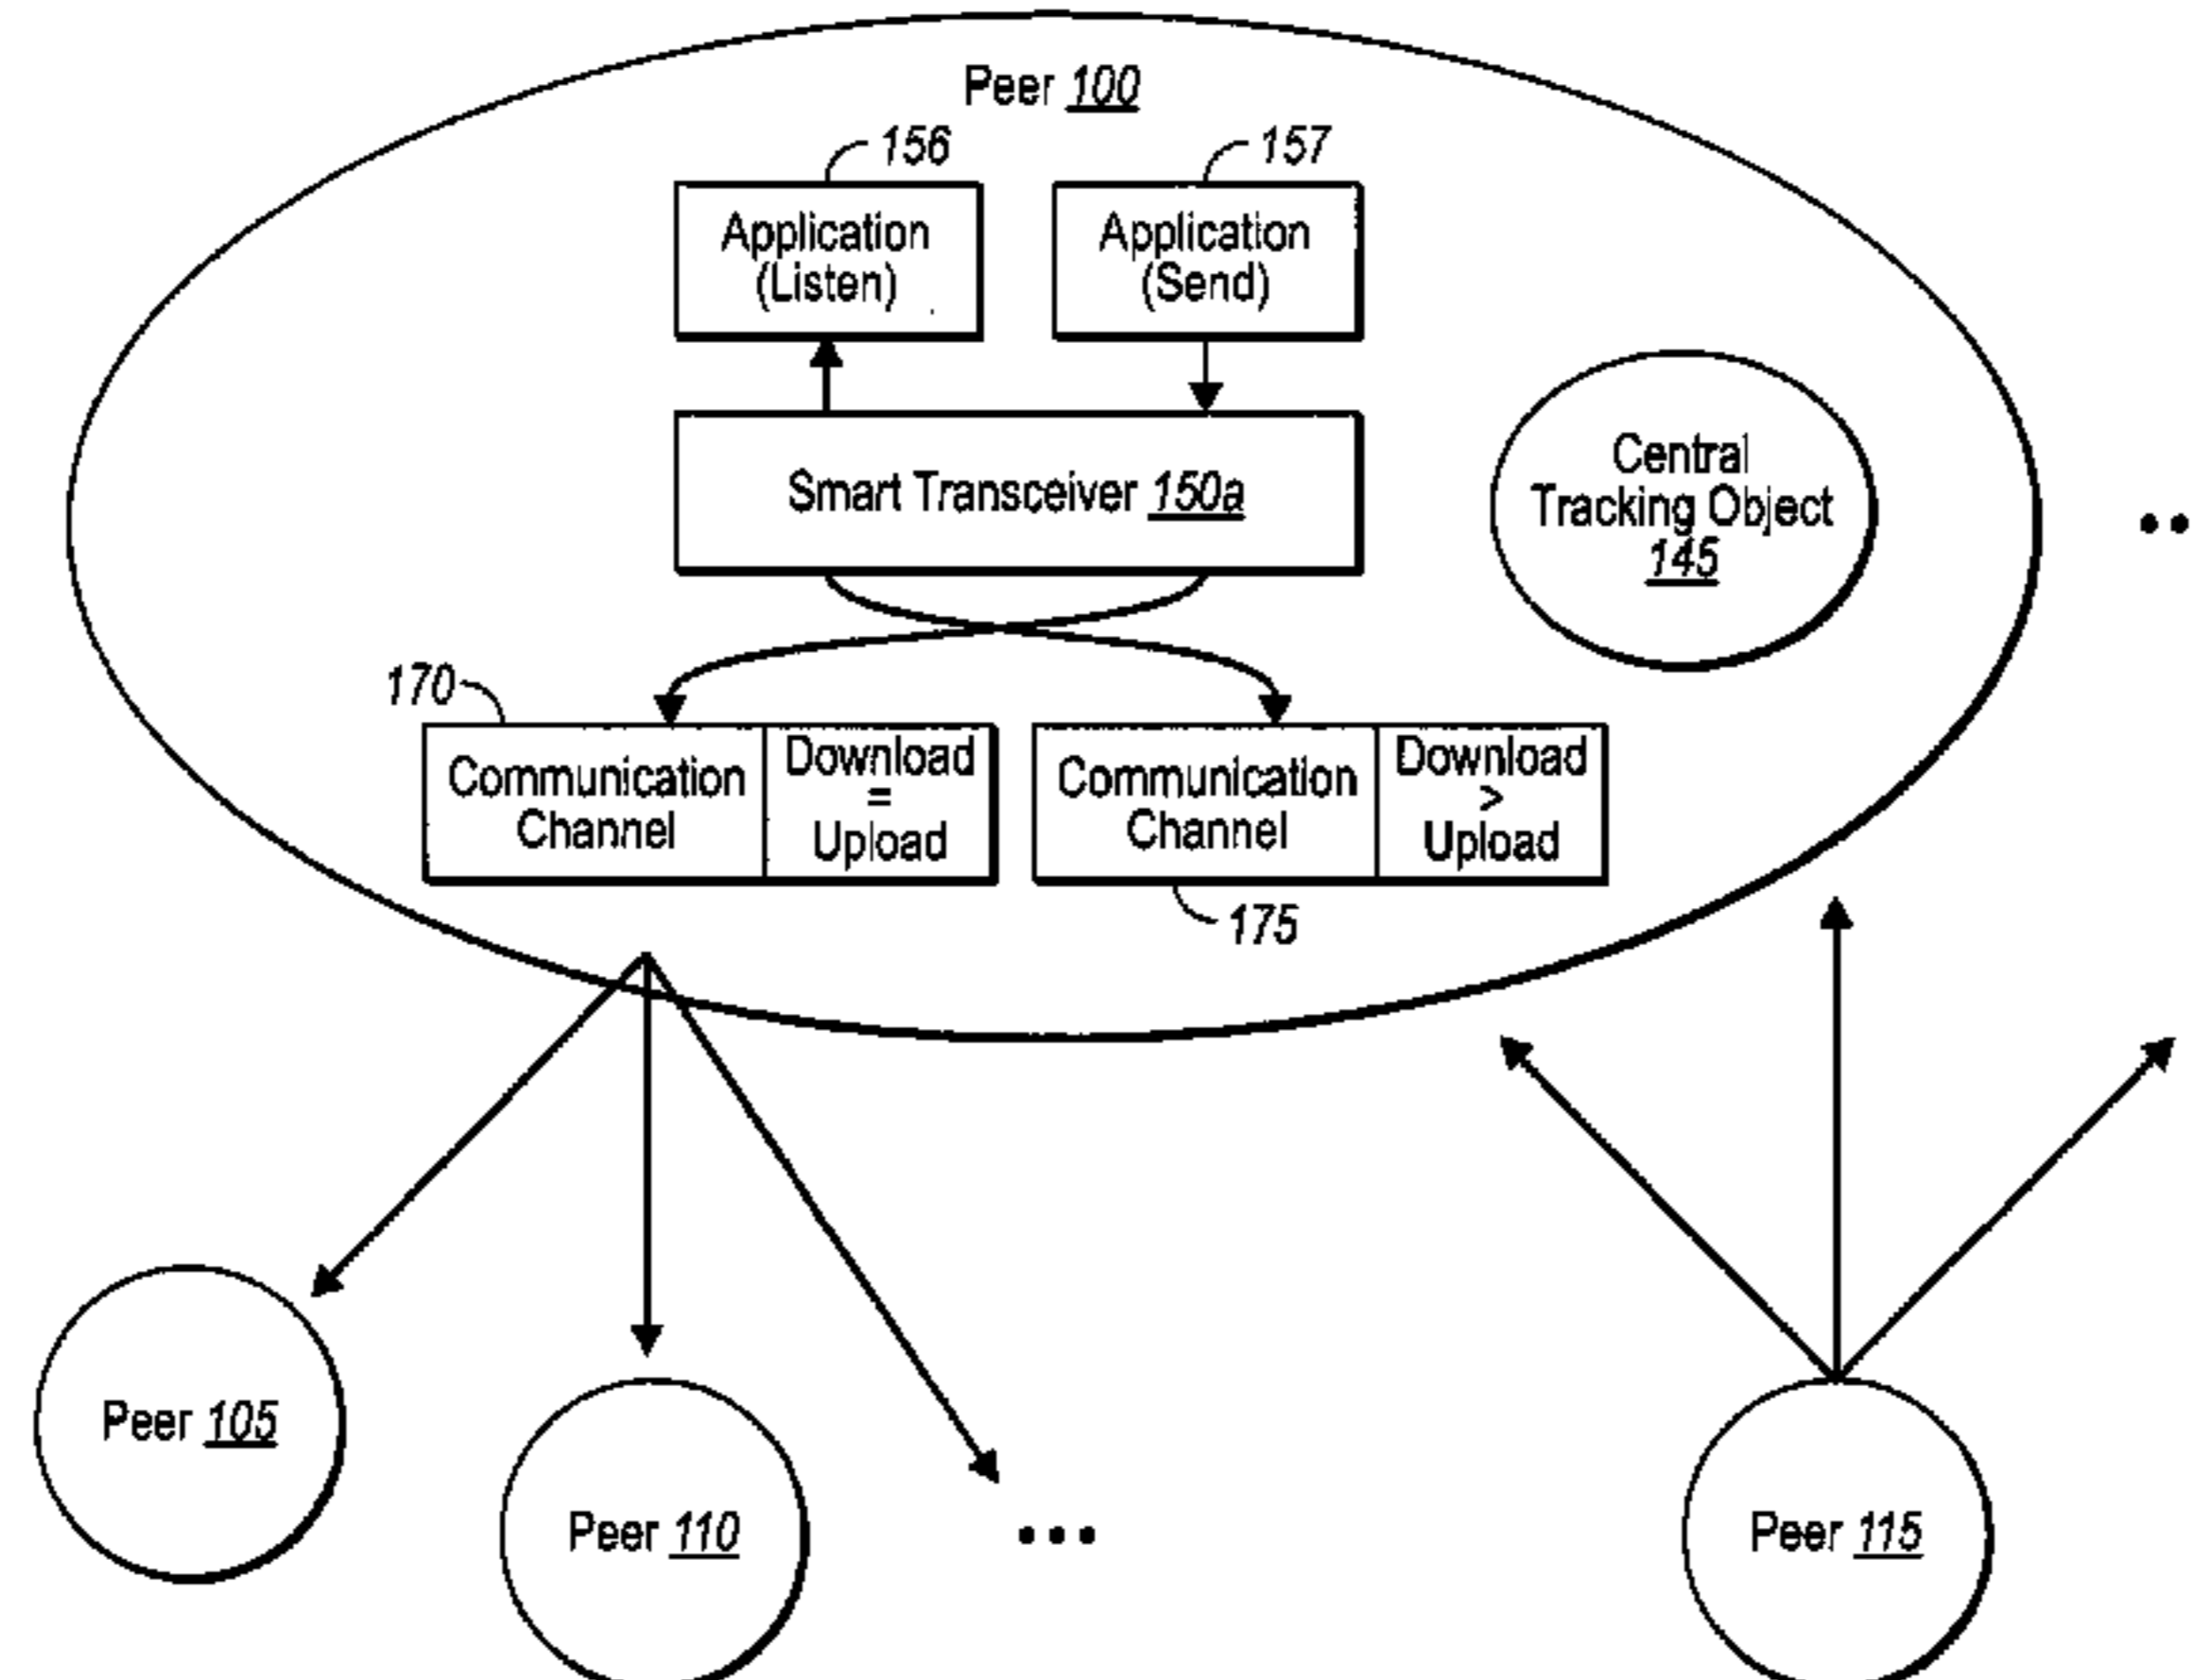 Peer 100
156
157
Application
(Listen)
Application
(Send)
Smart Transceiver 150a
Central
Tracking Object
145
170
Communication
Channel
Download
=
Upload
Communication
Channel
Download
>
Upload
175
Peer 105
Peer 110
Peer 115